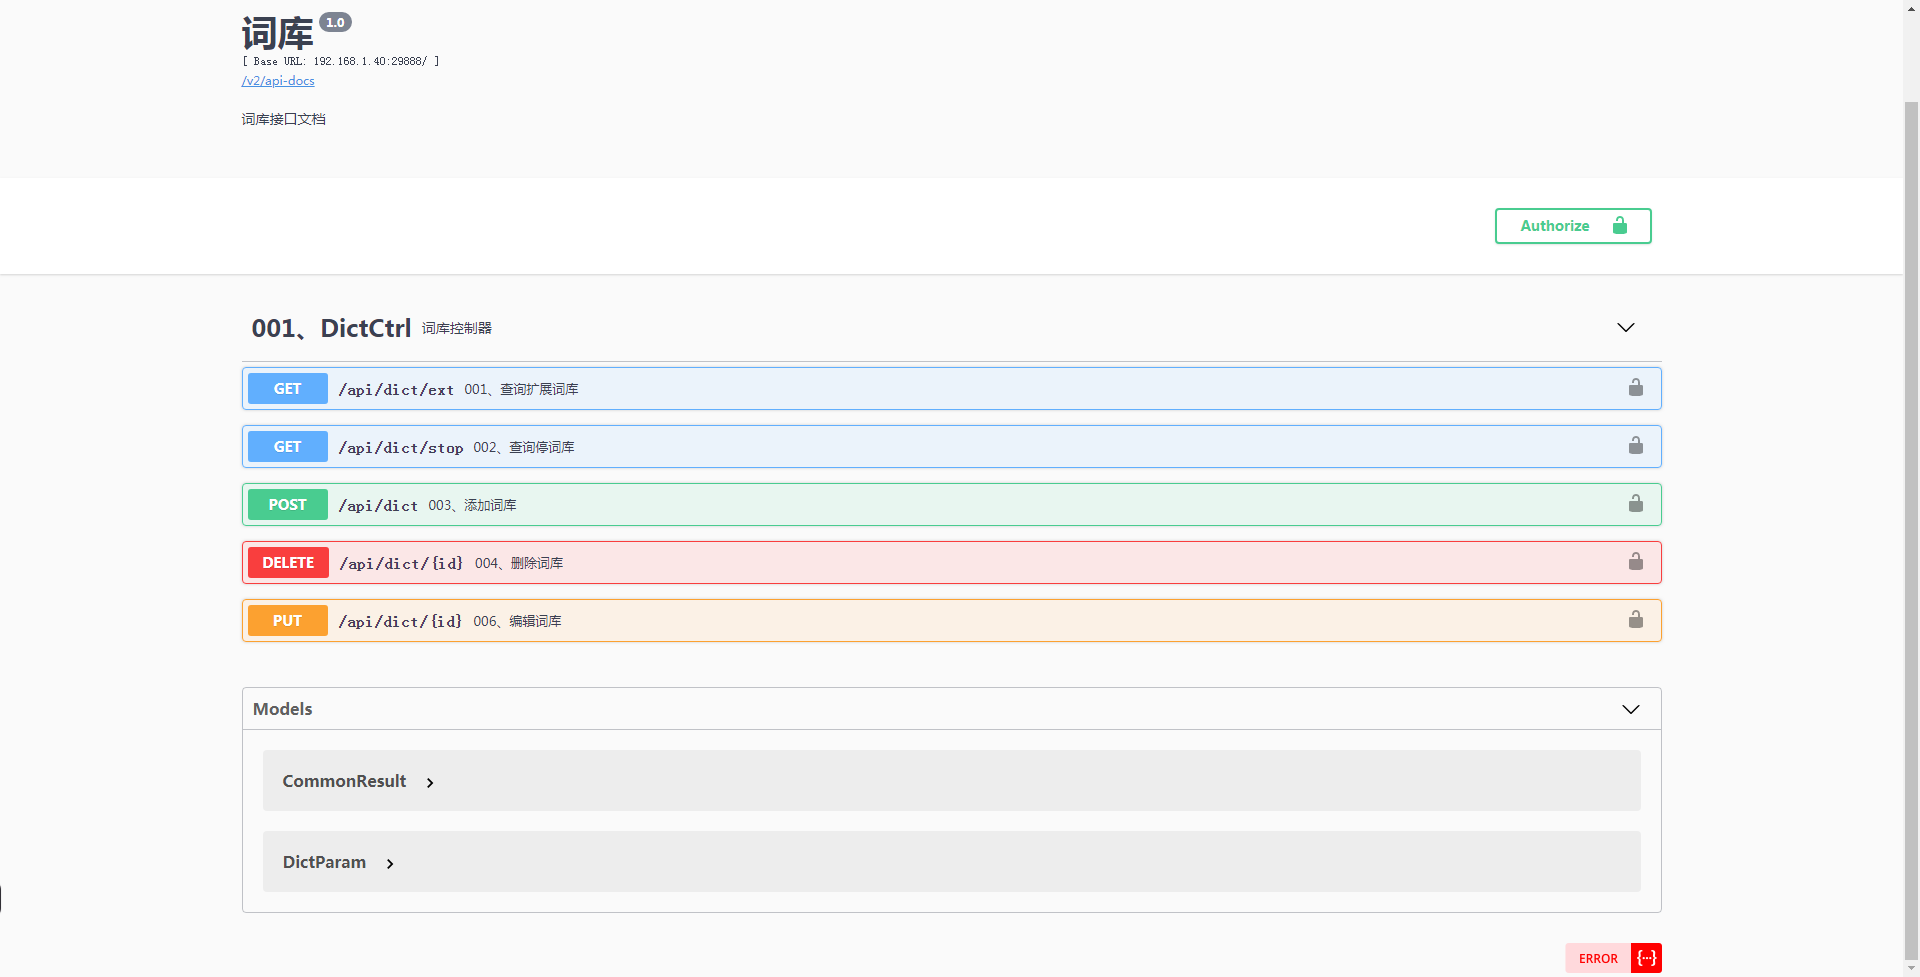 词库 1.0
[ Base URL: 192.168.1.40:29888/ ]
/v2/api-docs
词库接口文档
Authorize
001、DictCtrl 词库控制器
GET /api/dict/ext 001、查询扩展词库
GET /api/dict/stop 002、查询停词库
POST /api/dict 003、添加词库
DELETE /api/dict/{id} 004、删除词库
PUT /api/dict/{id} 006、编辑词库
Models
CommonResult
DictParam
ERROR {···}